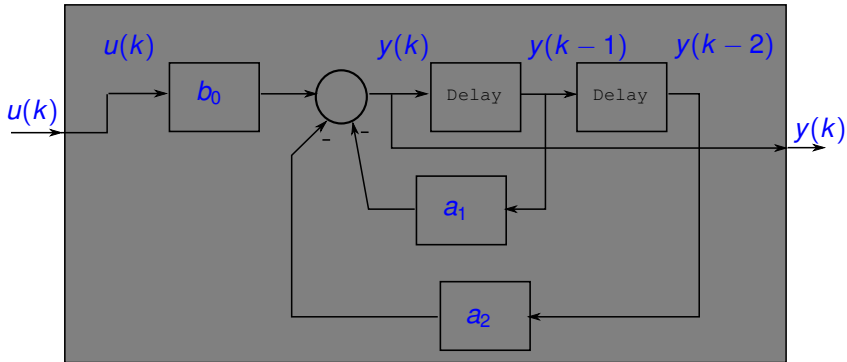 u(k)
y(k)
y(k − 1)
y(k − 2)
u(k)
b₀
Delay
Delay
-
-
y(k)
a₁
a₂